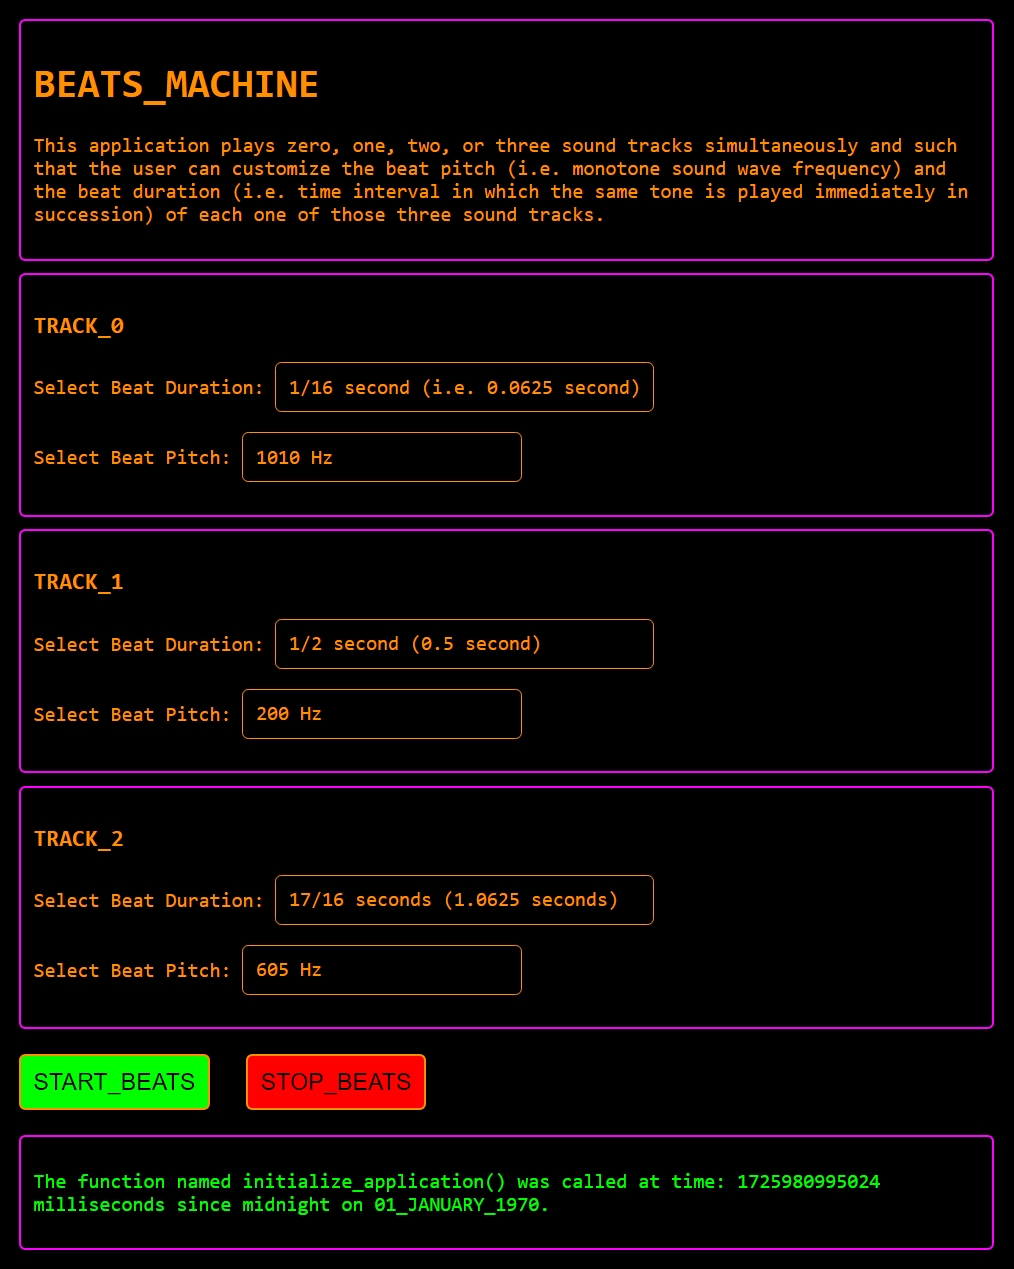 BEATS_MACHINE
This application plays zero, one, two, or three sound tracks simultaneously and such
that the user can customize the beat pitch (i.e. monotone sound wave frequency) and
the beat duration (i.e. time interval in which the same tone is played immediately in
succession) of each one of those three sound tracks.
TRACK_0
Select Beat Duration: 1/16 second (i.e. 0.0625 second)
Select Beat Pitch: 1010 Hz
TRACK_1
Select Beat Duration: 1/2 second (0.5 second)
Select Beat Pitch: 200 Hz
TRACK_2
Select Beat Duration: 17/16 seconds (1.0625 seconds)
Select Beat Pitch: 605 Hz
START_BEATS STOP_BEATS
The function named initialize_application() was called at time: 1725980995024
milliseconds since midnight on 01_JANUARY_1970.